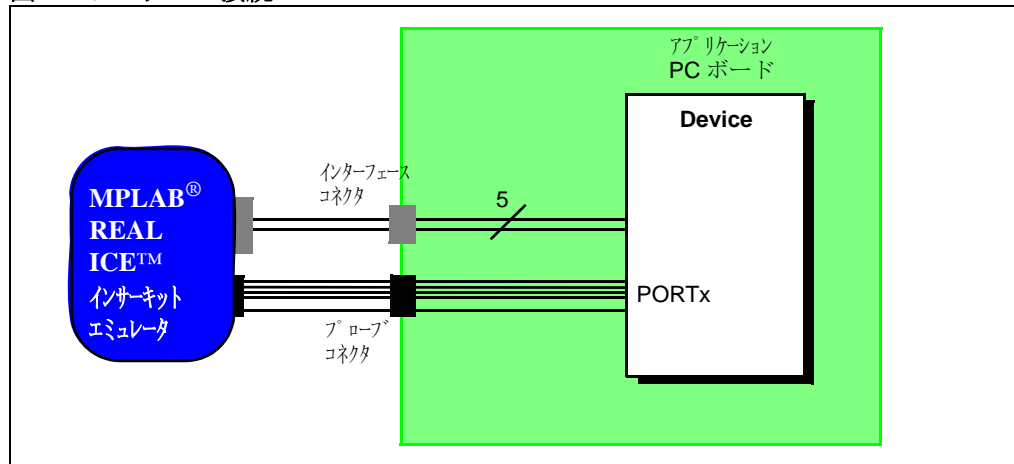 アプリケーション
PC ボード
Device
インターフェース
コネクタ
5
MPLAB®
REAL
ICE™
インサーキット
エミュレータ
PORTx
プローブ
コネクタ